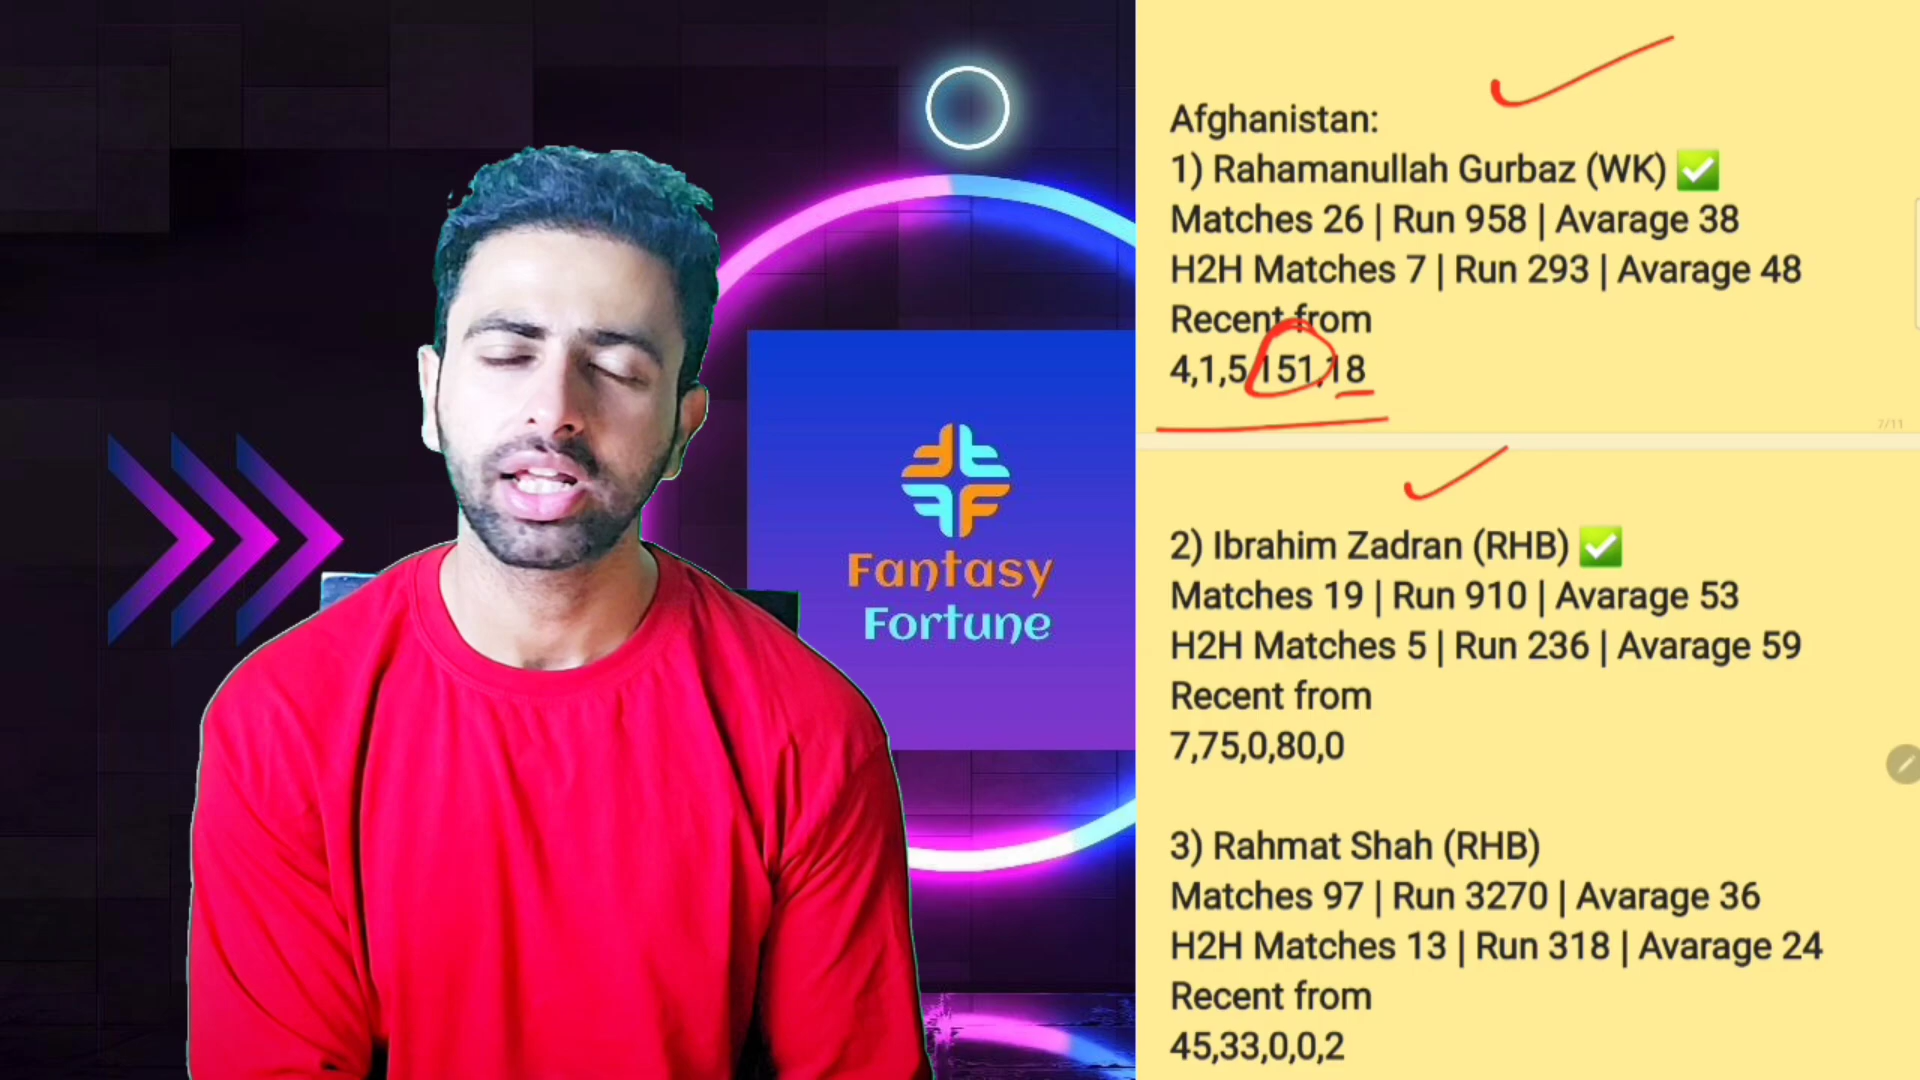 Fantasy
Fortune
Afghanistan:
1) Rahamanullah Gurbaz (WK) ✅
Matches 26 | Run 958 | Avarage 38
H2H Matches 7 | Run 293 | Avarage 48
Recent from
4,1,5,151,18
7/11
2) Ibrahim Zadran (RHB) ✅
Matches 19 | Run 910 | Avarage 53
H2H Matches 5 | Run 236 | Avarage 59
Recent from
7,75,0,80,0
3) Rahmat Shah (RHB)
Matches 97 | Run 3270 | Avarage 36
H2H Matches 13 | Run 318 | Avarage 24
Recent from
45,33,0,0,2